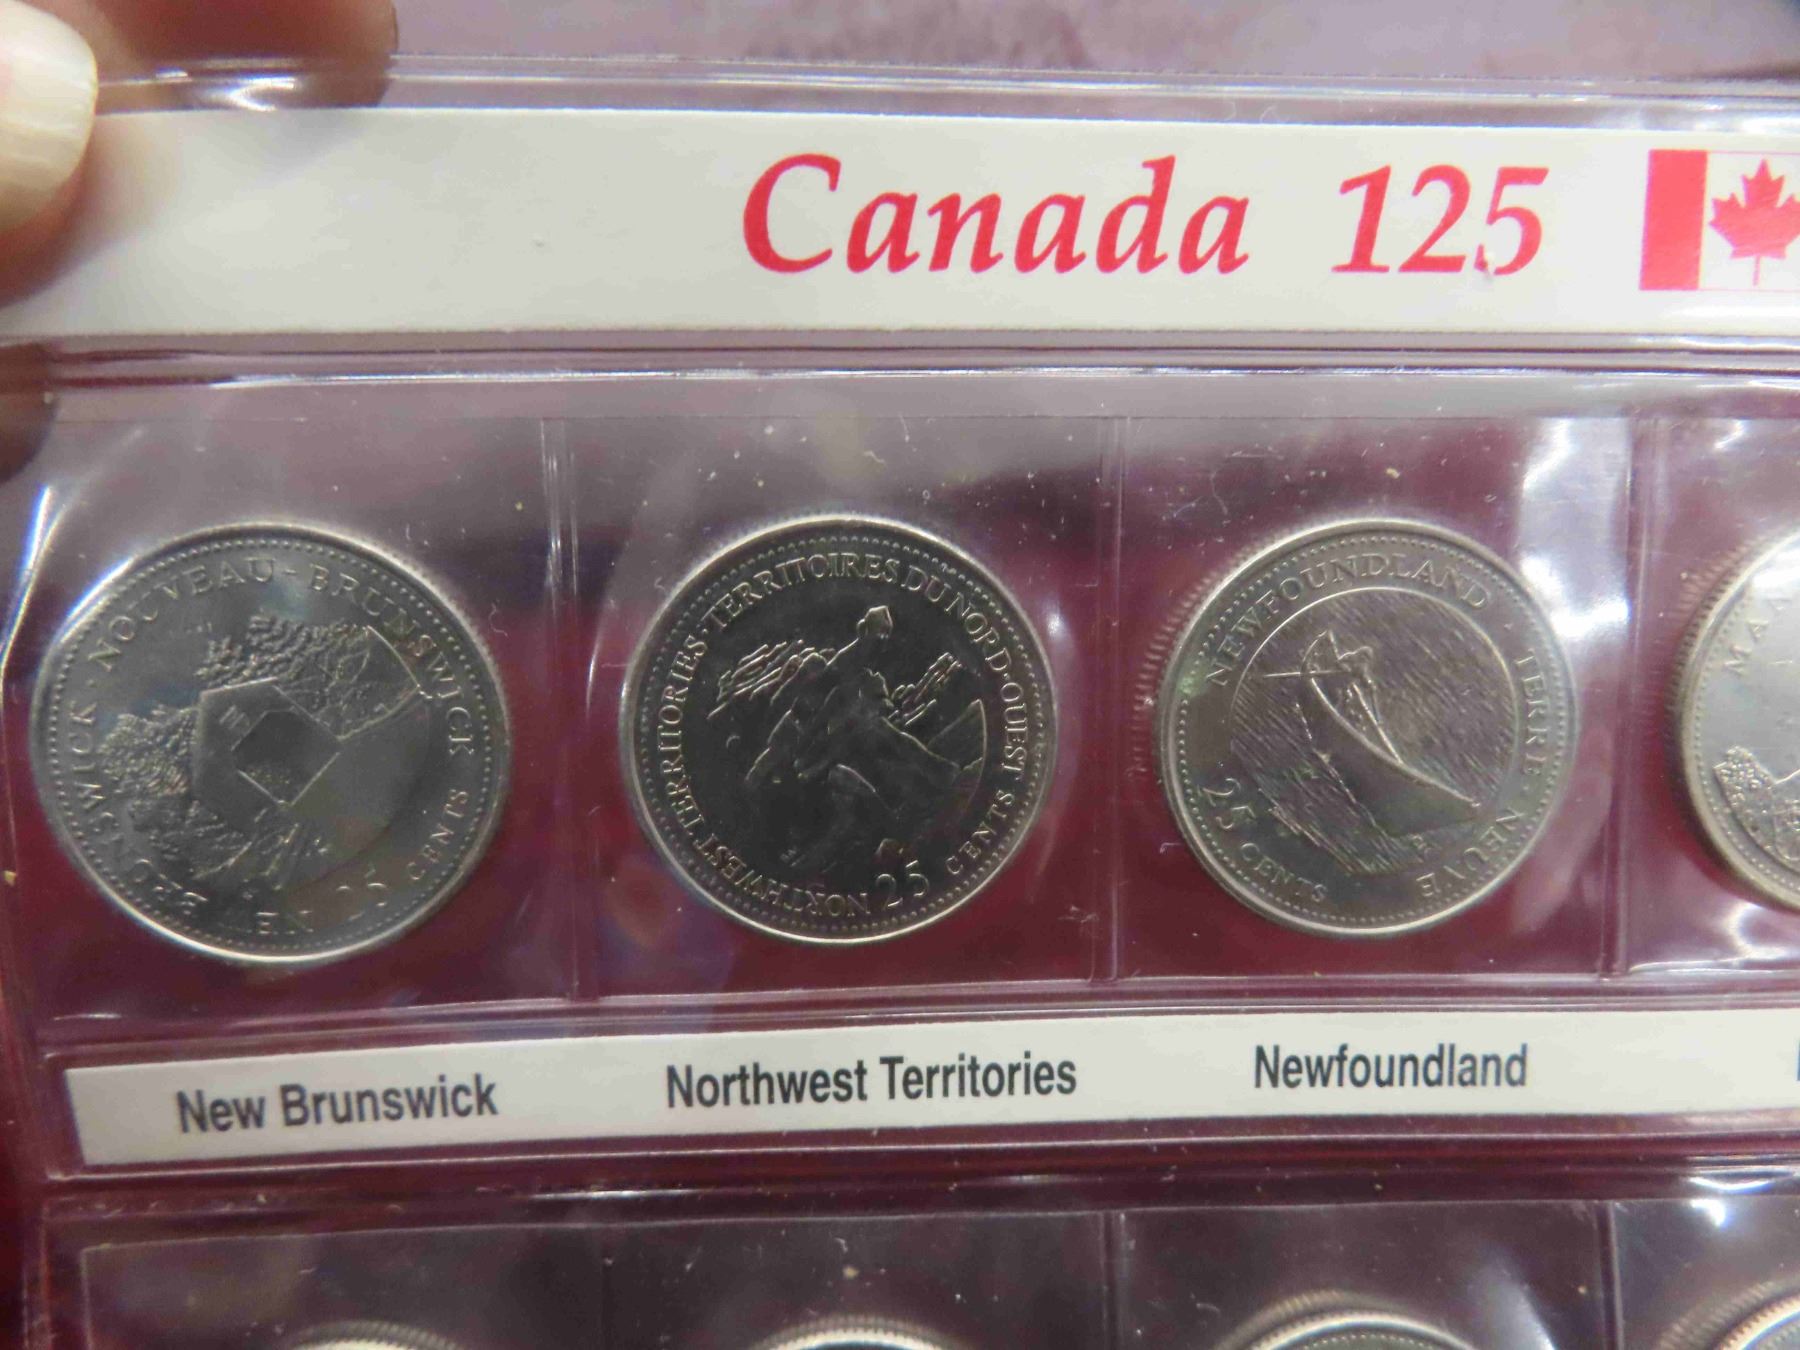 Canada 125
NEW BRUNSWICK · NOUVEAU-BRUNSWICK
25 CENTS
NORTHWEST TERRITORIES · TERRITOIRES DU NORD-OUEST
25 CENTS
NEWFOUNDLAND · TERRE-NEUVE
25 CENTS
MA
New Brunswick
Northwest Territories
Newfoundland